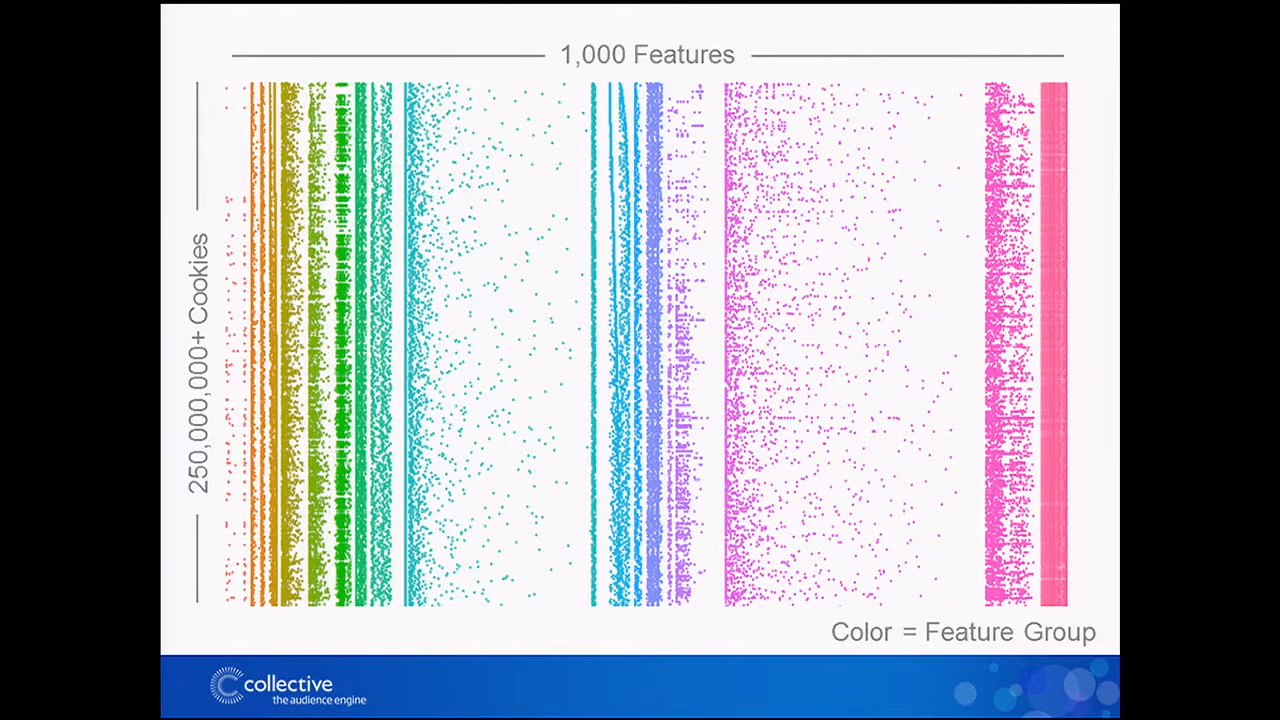 1,000 Features
250,000,000+ Cookies
Color = Feature Group
collective
the audience engine